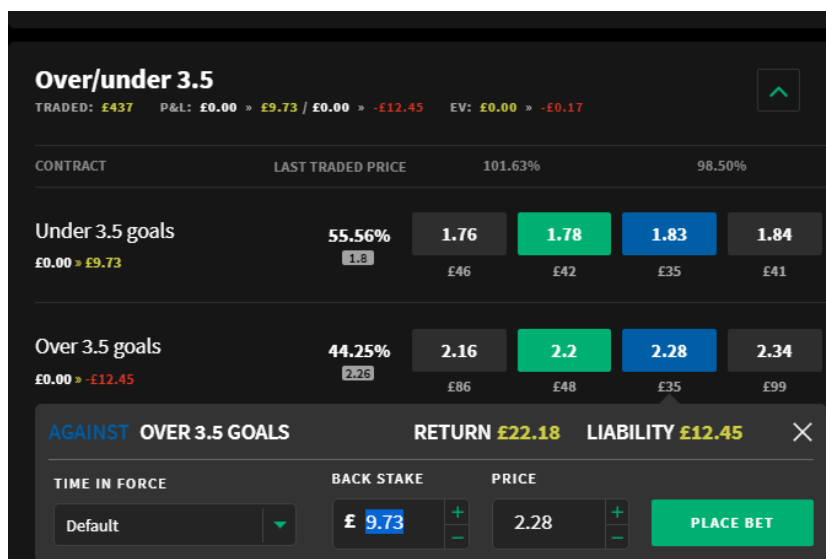 Over/under 3.5
TRADED: £437 P&L: £0.00 » £9.73 / £0.00 » -£12.45 EV: £0.00 » -£0.17
CONTRACT LAST TRADED PRICE 101.63% 98.50%
Under 3.5 goals 55.56% 1.76 1.78 1.83 1.84
£0.00 » £9.73 1.8 £46 £42 £35 £41
Over 3.5 goals 44.25% 2.16 2.2 2.28 2.34
£0.00 » -£12.45 2.26 £86 £48 £35 £99
AGAINST OVER 3.5 GOALS RETURN £22.18 LIABILITY £12.45
TIME IN FORCE BACK STAKE PRICE
Default £ 9.73 + − 2.28 + − PLACE BET